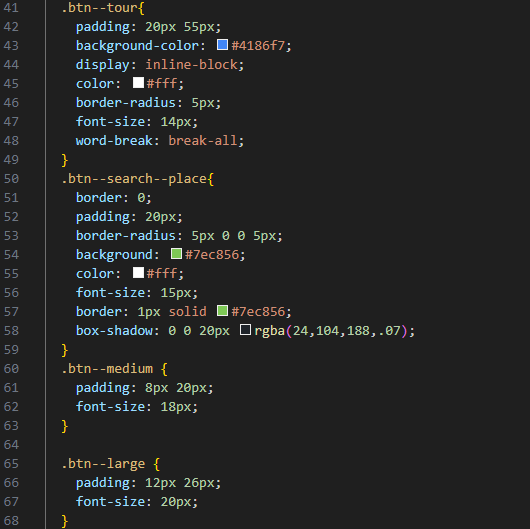 41 .btn--tour{
42 padding: 20px 55px;
43 background-color: #4186f7;
44 display: inline-block;
45 color: #fff;
46 border-radius: 5px;
47 font-size: 14px;
48 word-break: break-all;
49 }
50 .btn--search--place{
51 border: 0;
52 padding: 20px;
53 border-radius: 5px 0 0 5px;
54 background: #7ec856;
55 color: #fff;
56 font-size: 15px;
57 border: 1px solid #7ec856;
58 box-shadow: 0 0 20px rgba(24,104,188,.07);
59 }
60 .btn--medium {
61 padding: 8px 20px;
62 font-size: 18px;
63 }
64
65 .btn--large {
66 padding: 12px 26px;
67 font-size: 20px;
68 }